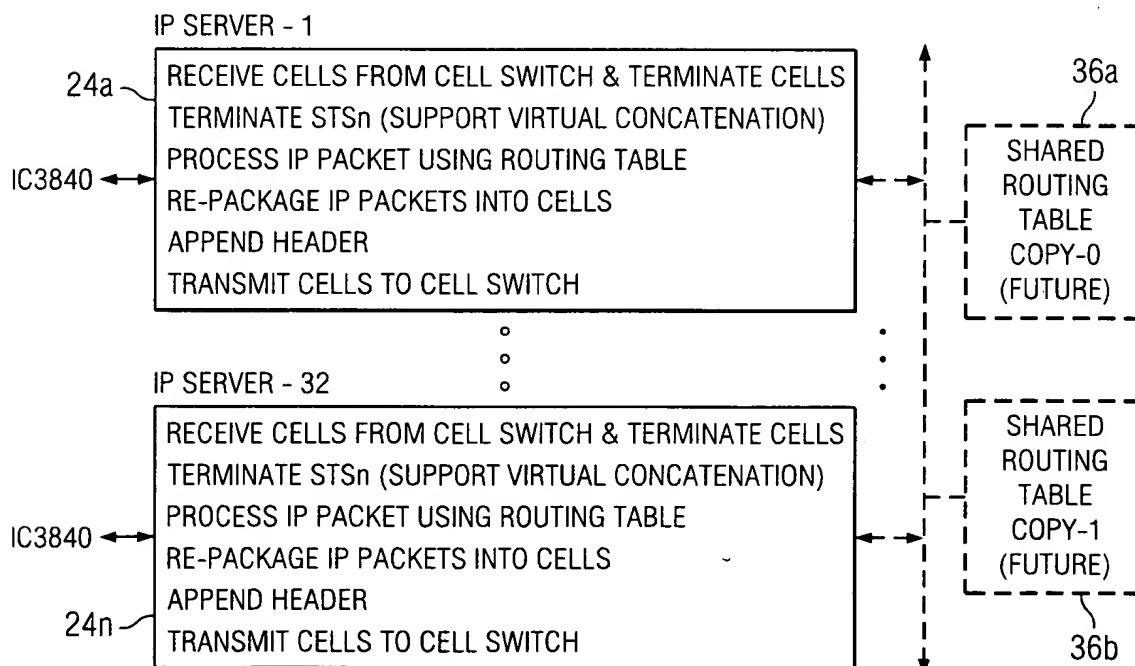 IP SERVER - 1
24a
RECEIVE CELLS FROM CELL SWITCH & TERMINATE CELLS
TERMINATE STSn (SUPPORT VIRTUAL CONCATENATION)
PROCESS IP PACKET USING ROUTING TABLE
IC3840
RE-PACKAGE IP PACKETS INTO CELLS
APPEND HEADER
TRANSMIT CELLS TO CELL SWITCH
36a
SHARED
ROUTING
TABLE
COPY-0
(FUTURE)
IP SERVER - 32
RECEIVE CELLS FROM CELL SWITCH & TERMINATE CELLS
TERMINATE STSn (SUPPORT VIRTUAL CONCATENATION)
PROCESS IP PACKET USING ROUTING TABLE
IC3840
RE-PACKAGE IP PACKETS INTO CELLS
APPEND HEADER
24n
TRANSMIT CELLS TO CELL SWITCH
SHARED
ROUTING
TABLE
COPY-1
(FUTURE)
36b